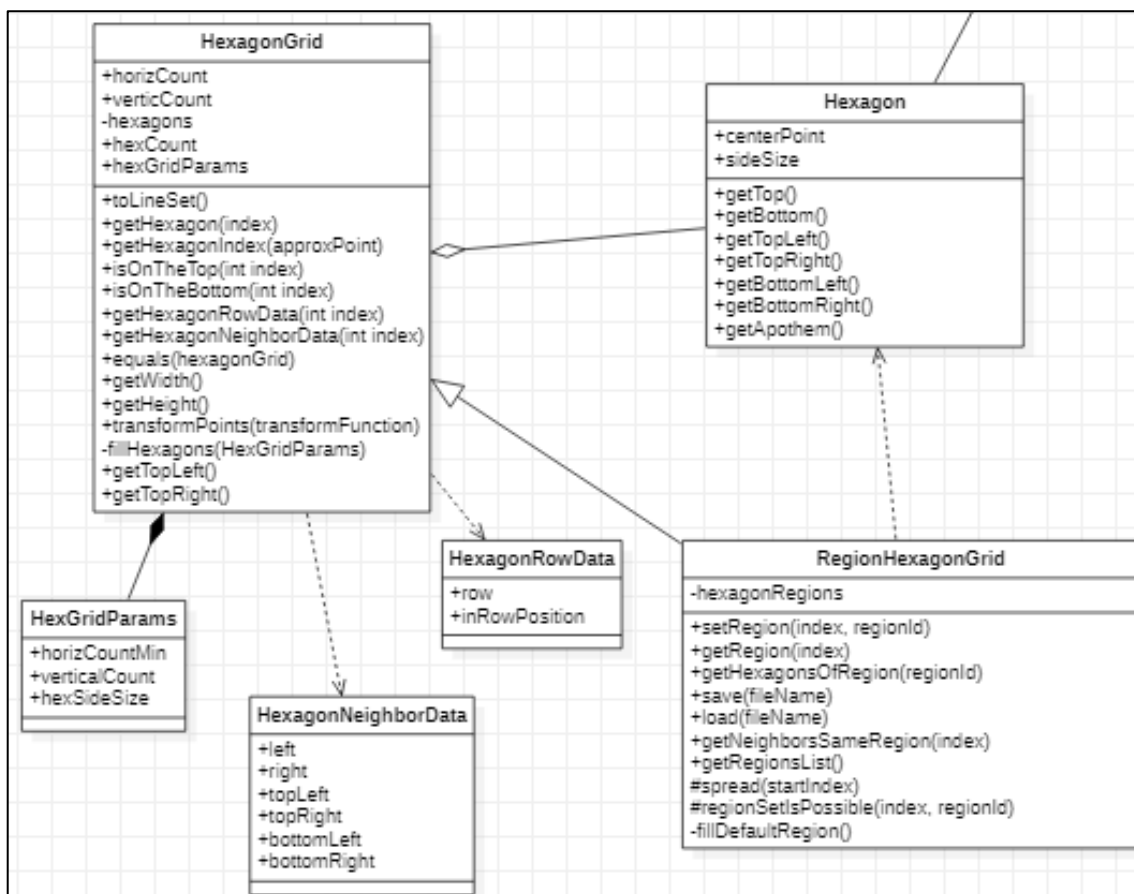 HexagonGrid
+horizCount
+verticCount
-hexagons
+hexCount
+hexGridParams
+toLineSet()
+getHexagon(index)
+getHexagonIndex(approxPoint)
+isOnTheTop(int index)
+isOnTheBottom(int index)
+getHexagonRowData(int index)
+getHexagonNeighborData(int index)
+equals(hexagonGrid)
+getWidth()
+getHeight()
+transformPoints(transformFunction)
-fillHexagons(HexGridParams)
+getTopLeft()
+getTopRight()
Hexagon
+centerPoint
+sideSize
+getTop()
+getBottom()
+getTopLeft()
+getTopRight()
+getBottomLeft()
+getBottomRight()
+getApothem()
HexGridParams
+horizCountMin
+verticalCount
+hexSideSize
HexagonRowData
+row
+inRowPosition
HexagonNeighborData
+left
+right
+topLeft
+topRight
+bottomLeft
+bottomRight
RegionHexagonGrid
-hexagonRegions
+setRegion(index, regionId)
+getRegion(index)
+getHexagonsOfRegion(regionId)
+save(fileName)
+load(fileName)
+getNeighborsSameRegion(index)
+getRegionsList()
#spread(startIndex)
#regionSetIsPossible(index, regionId)
-fillDefaultRegion()